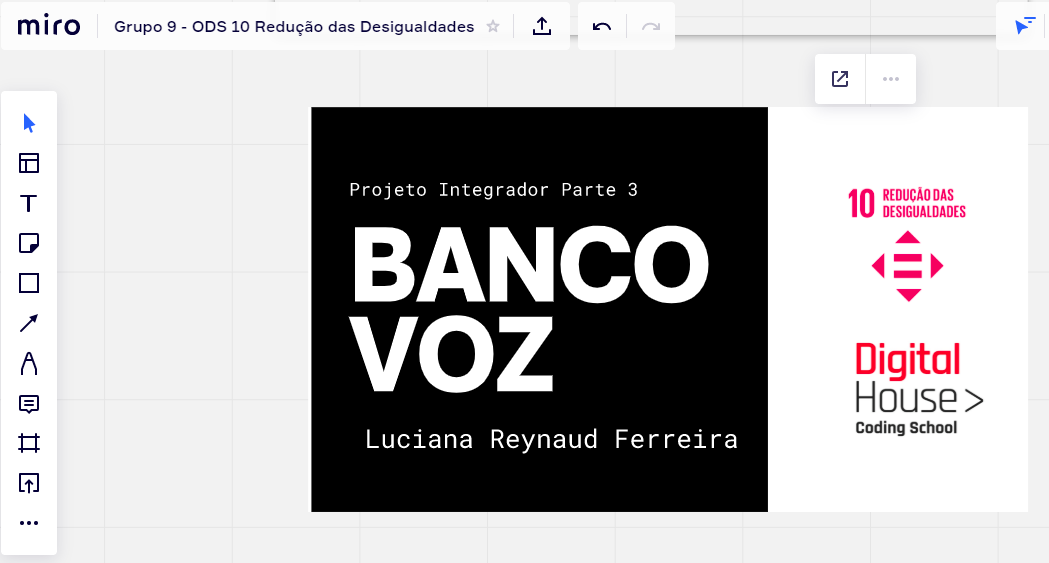 miro
Grupo 9 - ODS 10 Redução das Desigualdades
Projeto Integrador Parte 3
BANCO
VOZ
Luciana Reynaud Ferreira
10 REDUÇÃO DAS
DESIGUALDADES
Digital
House >
Coding School